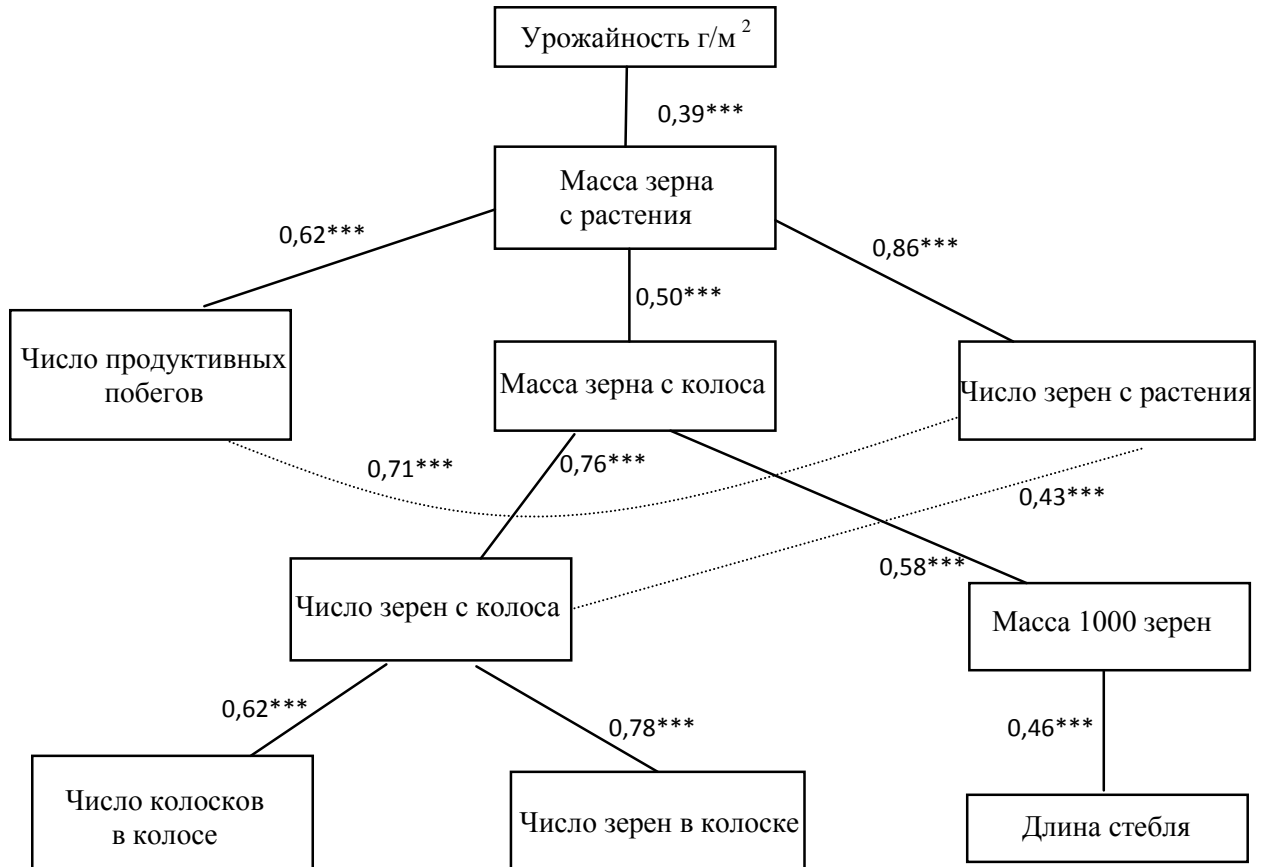 Урожайность г/м 2
0,39***
Масса зерна
с растения
0,62***
0,86***
0,50***
Число продуктивных
побегов
Масса зерна с колоса
Число зерен с растения
0,71***
0,76***
0,43***
0,58***
Число зерен с колоса
Масса 1000 зерен
0,62***
0,78***
0,46***
Число колосков
в колосе
Число зерен в колоске
Длина стебля